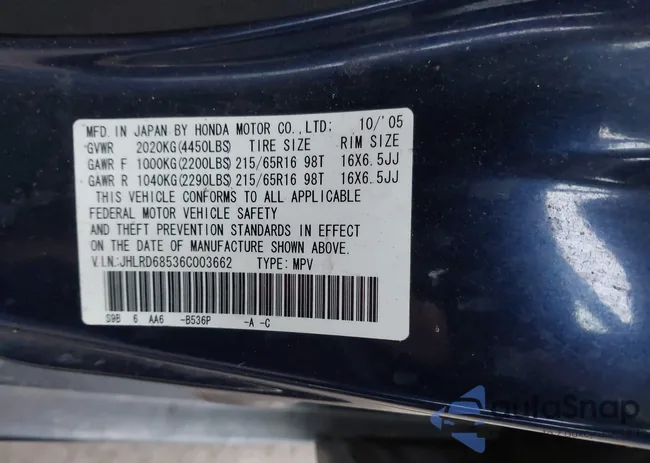 MFD. IN JAPAN BY HONDA MOTOR CO., LTD: 10/'05
GVWR 2020KG(4450LBS) TIRE SIZE RIM SIZE
GAWR F 1000KG(2200LBS) 215/65R16 98T 16X6.5JJ
GAWR R 1040KG(2290LBS) 215/65R16 98T 16X6.5JJ
THIS VEHICLE CONFORMS TO ALL APPLICABLE
FEDERAL MOTOR VEHICLE SAFETY
AND THEFT PREVENTION STANDARDS IN EFFECT
ON THE DATE OF MANUFACTURE SHOWN ABOVE.
V.I.N.:JHLRD68536C003662 TYPE: MPV
S9B 6 AA6 -B536P -A -C
autoSnap